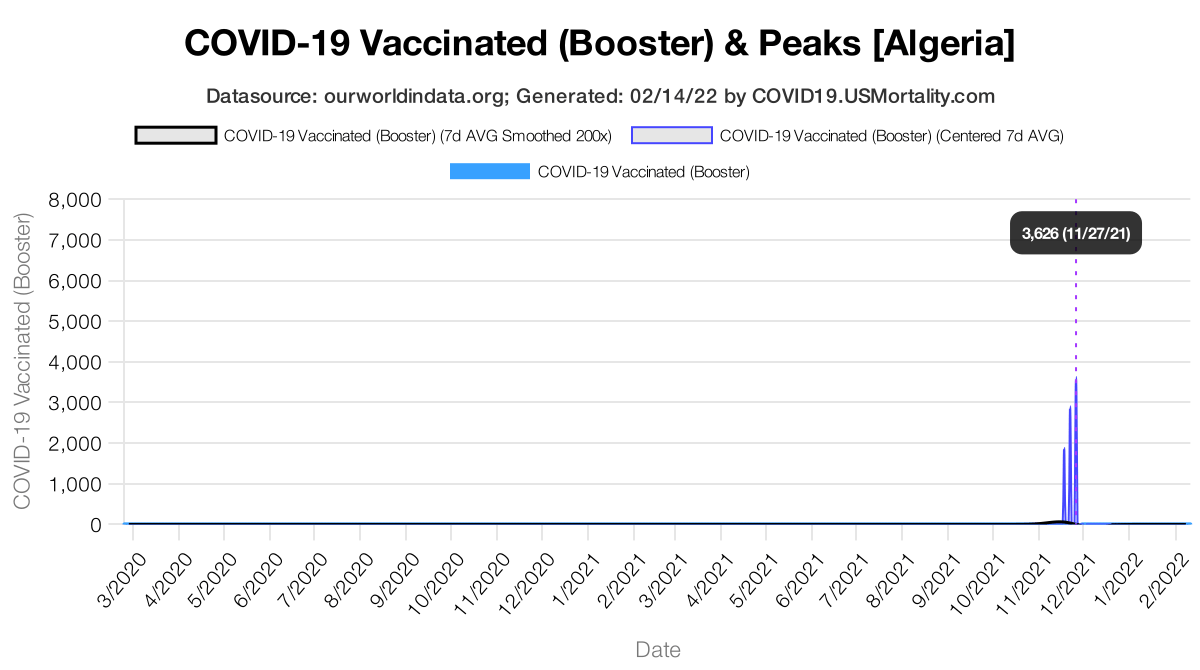 COVID-19 Vaccinated (Booster) & Peaks [Algeria]
Datasource: ourworldindata.org; Generated: 02/14/22 by COVID19.USMortality.com
COVID-19 Vaccinated (Booster) (7d AVG Smoothed 200x) COVID-19 Vaccinated (Booster) (Centered 7d AVG)
COVID-19 Vaccinated (Booster)
COVID-19 Vaccinated (Booster)
8,000
7,000
6,000
5,000
4,000
3,000
2,000
1,000
0
3,626 (11/27/21)
3/2020 4/2020 5/2020 6/2020 7/2020 8/2020 9/2020 10/2020 11/2020 12/2020 1/2021 2/2021 3/2021 4/2021 5/2021 6/2021 7/2021 8/2021 9/2021 10/2021 11/2021 12/2021 1/2022 2/2022
Date